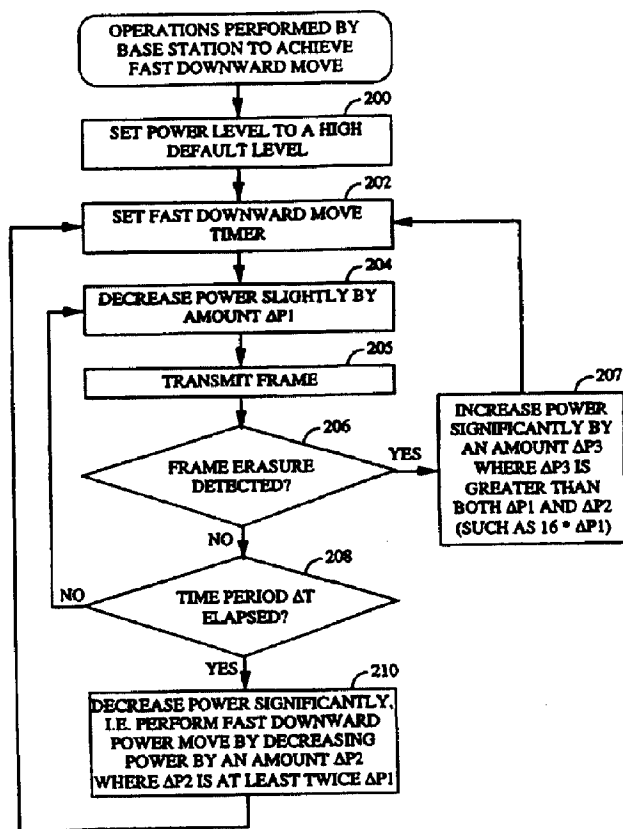 OPERATIONS PERFORMED BY
BASE STATION TO ACHIEVE
FAST DOWNWARD MOVE
200
SET POWER LEVEL TO A HIGH
DEFAULT LEVEL
202
SET FAST DOWNWARD MOVE
TIMER
204
DECREASE POWER SLIGHTLY BY
AMOUNT ΔP1
205
TRANSMIT FRAME
206
FRAME ERASURE
DETECTED?
YES
207
INCREASE POWER
SIGNIFICANTLY BY
AN AMOUNT ΔP3
WHERE ΔP3 IS
GREATER THAN
BOTH ΔP1 AND ΔP2
(SUCH AS 16 * ΔP1)
NO
208
NO
TIME PERIOD ΔT
ELAPSED?
YES
210
DECREASE POWER SIGNIFICANTLY,
I.E. PERFORM FAST DOWNWARD
POWER MOVE BY DECREASING
POWER BY AN AMOUNT ΔP2
WHERE ΔP2 IS AT LEAST TWICE ΔP1